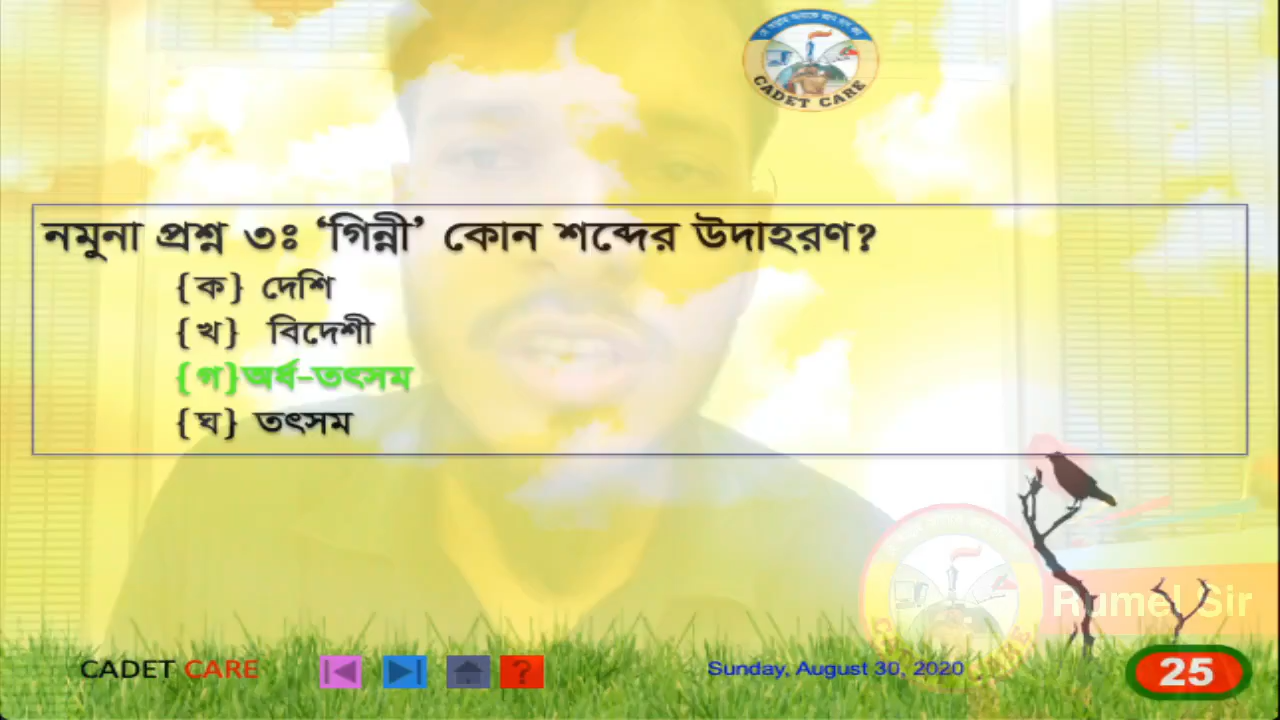 CADET CARE
নমুনা প্রশ্ন ৩ঃ ‘গিন্নী’ কোন শব্দের উদাহরণ?
{ক} দেশি
{খ} বিদেশী
{গ}অর্ধ-তৎসম
{ঘ} তৎসম
Rumel Sir
CADET CARE
?
Sunday, August 30, 2020
25